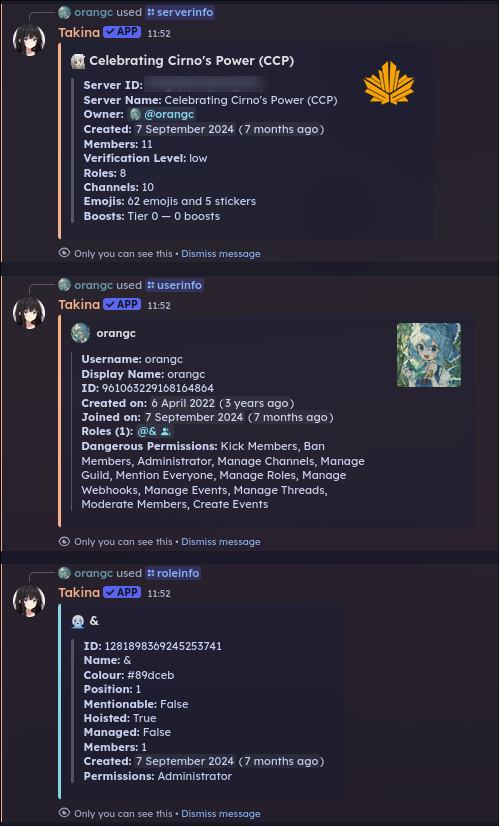 orangc used serverinfo
Takina ✓ APP 11:52
Celebrating Cirno's Power (CCP)
Server ID:
Server Name: Celebrating Cirno's Power (CCP)
Owner: @orangc
Created: 7 September 2024 (7 months ago)
Members: 11
Verification Level: low
Roles: 8
Channels: 10
Emojis: 62 emojis and 5 stickers
Boosts: Tier 0 — 0 boosts
Only you can see this • Dismiss message
orangc used userinfo
Takina ✓ APP 11:52
orangc
Username: orangc
Display Name: orangc
ID: 961063229168164864
Created on: 6 April 2022 (3 years ago)
Joined on: 7 September 2024 (7 months ago)
Roles (1): @&
Dangerous Permissions: Kick Members, Ban
Members, Administrator, Manage Channels, Manage
Guild, Mention Everyone, Manage Roles, Manage
Webhooks, Manage Events, Manage Threads,
Moderate Members, Create Events
Only you can see this • Dismiss message
orangc used roleinfo
Takina ✓ APP 11:52
&
ID: 1281898369245253741
Name: &
Colour: #89dceb
Position: 1
Mentionable: False
Hoisted: True
Managed: False
Members: 1
Created: 7 September 2024 (7 months ago)
Permissions: Administrator
Only you can see this • Dismiss message